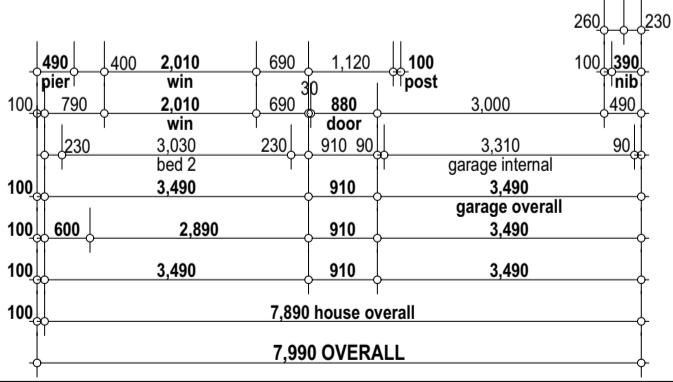 260 230
490 400 2,010 690 1,120 100 100 390
pier win post nib
30
100 790 2,010 690 880 3,000 490
win door
230 3,030 230 910 90 3,310 90
bed 2 garage internal
100 3,490 910 3,490
garage overall
100 600 2,890 910 3,490
100 3,490 910 3,490
100 7,890 house overall
7,990 OVERALL